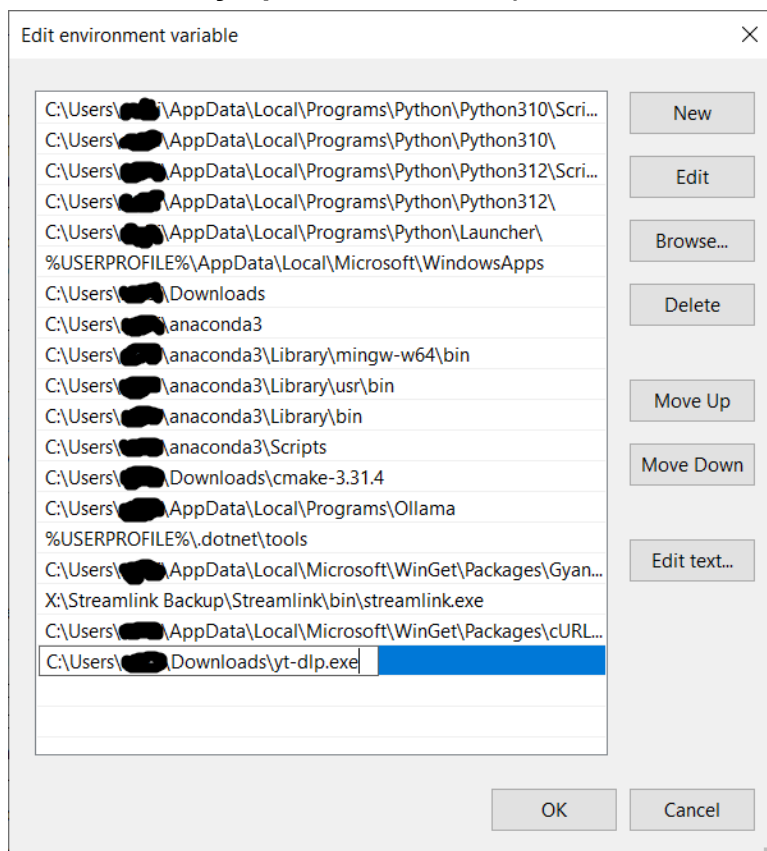 Edit environment variable
C:\Users\ \AppData\Local\Programs\Python\Python310\Scri...
C:\Users\ \AppData\Local\Programs\Python\Python310\
C:\Users\ \AppData\Local\Programs\Python\Python312\Scri...
C:\Users\ \AppData\Local\Programs\Python\Python312\
C:\Users\ \AppData\Local\Programs\Python\Launcher\
%USERPROFILE%\AppData\Local\Microsoft\WindowsApps
C:\Users\ \Downloads
C:\Users\ \anaconda3
C:\Users\ \anaconda3\Library\mingw-w64\bin
C:\Users\ \anaconda3\Library\usr\bin
C:\Users\ \anaconda3\Library\bin
C:\Users\ \anaconda3\Scripts
C:\Users\ \Downloads\cmake-3.31.4
C:\Users\ \AppData\Local\Programs\Ollama
%USERPROFILE%\.dotnet\tools
C:\Users\ \AppData\Local\Microsoft\WinGet\Packages\Gyan...
X:\Streamlink Backup\Streamlink\bin\streamlink.exe
C:\Users\ \AppData\Local\Microsoft\WinGet\Packages\cURL...
C:\Users\ \Downloads\yt-dlp.exe
New
Edit
Browse...
Delete
Move Up
Move Down
Edit text...
OK
Cancel